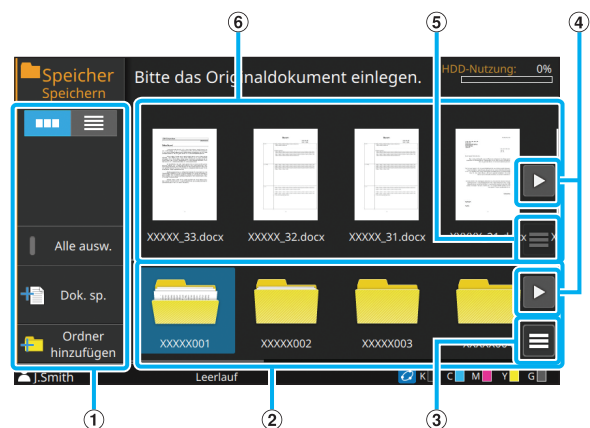 ⑥ ⑤ ④
Speicher
Speichern
Bitte das Originaldokument einlegen.
HDD-Nutzung: 0%
XXXXX_33.docx XXXXX_32.docx XXXXX_31.docx
Alle ausw.
Dok. sp.
Ordner
hinzufügen
XXXXX001 XXXXX002 XXXXX003
J.Smith Leerlauf K C M Y G
① ② ③